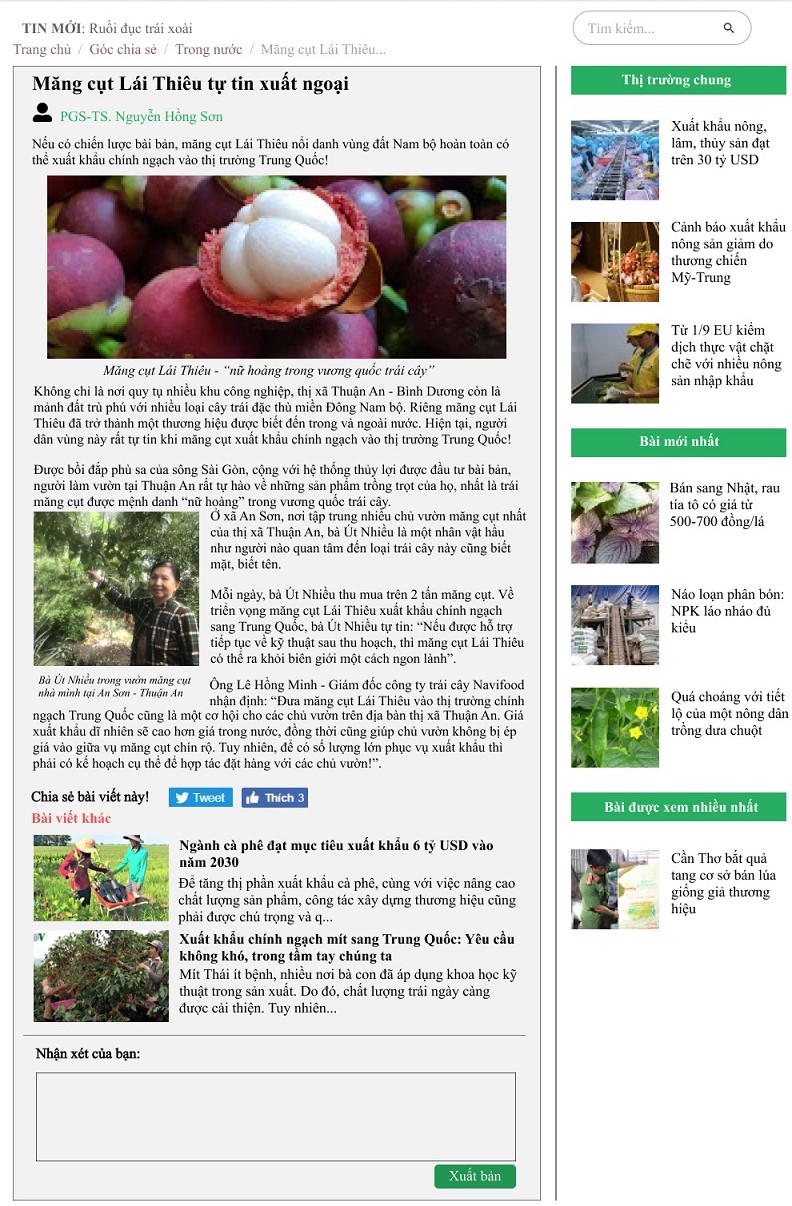 TIN MỚI: Ruồi đục trái xoài
Tìm kiếm...
Trang chủ / Góc chia sẻ / Trong nước / Măng cụt Lái Thiêu...
Măng cụt Lái Thiêu tự tin xuất ngoại
PGS-TS. Nguyễn Hồng Sơn
Nếu có chiến lược bài bản, măng cụt Lái Thiêu nổi danh vùng đất Nam bộ hoàn toàn có
thể xuất khẩu chính ngạch vào thị trường Trung Quốc!
Măng cụt Lái Thiêu - “nữ hoàng trong vương quốc trái cây”
Không chỉ là nơi quy tụ nhiều khu công nghiệp, thị xã Thuận An - Bình Dương còn là
mảnh đất trù phú với nhiều loại cây trái đặc thù miền Đông Nam bộ. Riêng măng cụt Lái
Thiêu đã trở thành một thương hiệu được biết đến trong và ngoài nước. Hiện tại, người
dân vùng này rất tự tin khi măng cụt xuất khẩu chính ngạch vào thị trường Trung Quốc!
Được bồi đắp phù sa của sông Sài Gòn, cộng với hệ thống thủy lợi được đầu tư bài bản,
người làm vườn tại Thuận An rất tự hào về những sản phẩm trồng trọt của họ, nhất là trái
măng cụt được mệnh danh “nữ hoàng” trong vương quốc trái cây.
Ở xã An Sơn, nơi tập trung nhiều chủ vườn măng cụt nhất
của thị xã Thuận An, bà Út Nhiều là một nhân vật hầu
như người nào quan tâm đến loại trái cây này cũng biết
mặt, biết tên.
Mỗi ngày, bà Út Nhiều thu mua trên 2 tấn măng cụt. Về
triển vọng măng cụt Lái Thiêu xuất khẩu chính ngạch
sang Trung Quốc, bà Út Nhiều tự tin: “Nếu được hỗ trợ
tiếp tục về kỹ thuật sau thu hoạch, thì măng cụt Lái Thiêu
có thể ra khỏi biên giới một cách ngon lành”.
Bà Út Nhiều trong vườn măng cụt
nhà mình tại An Sơn - Thuận An
Ông Lê Hồng Minh - Giám đốc công ty trái cây Navifood
nhận định: “Đưa măng cụt Lái Thiêu vào thị trường chính
ngạch Trung Quốc cũng là một cơ hội cho các chủ vườn trên địa bàn thị xã Thuận An. Giá
xuất khẩu dĩ nhiên sẽ cao hơn giá trong nước, đồng thời cũng giúp chủ vườn không bị ép
giá vào giữa vụ măng cụt chín rộ. Tuy nhiên, để có số lượng lớn phục vụ xuất khẩu thì
phải có kế hoạch cụ thể để hợp tác đặt hàng với các chủ vườn!”.
Chia sẻ bài viết này!
Tweet
Thích 3
Bài viết khác
Ngành cà phê đạt mục tiêu xuất khẩu 6 tỷ USD vào
năm 2030
Để tăng thị phần xuất khẩu cà phê, cùng với việc nâng cao
chất lượng sản phẩm, công tác xây dựng thương hiệu cũng
phải được chú trọng và q...
Xuất khẩu chính ngạch mít sang Trung Quốc: Yêu cầu
không khó, trong tầm tay chúng ta
Mít Thái ít bệnh, nhiều nơi bà con đã áp dụng khoa học kỹ
thuật trong sản xuất. Do đó, chất lượng trái ngày càng
được cải thiện. Tuy nhiên...
Nhận xét của bạn:
Xuất bản
Thị trường chung
Xuất khẩu nông,
lâm, thủy sản đạt
trên 30 tỷ USD
Cảnh báo xuất khẩu
nông sản giảm do
thương chiến
Mỹ-Trung
Từ 1/9 EU kiểm
dịch thực vật chặt
chẽ với nhiều nông
sản nhập khẩu
Bài mới nhất
Bán sang Nhật, rau
tía tô có giá từ
500-700 đồng/lá
Náo loạn phân bón:
NPK láo nháo đủ
kiểu
Quá choáng với tiết
lộ của một nông dân
trồng dưa chuột
Bài được xem nhiều nhất
Cần Thơ bắt quả
tang cơ sở bán lúa
giống giả thương
hiệu